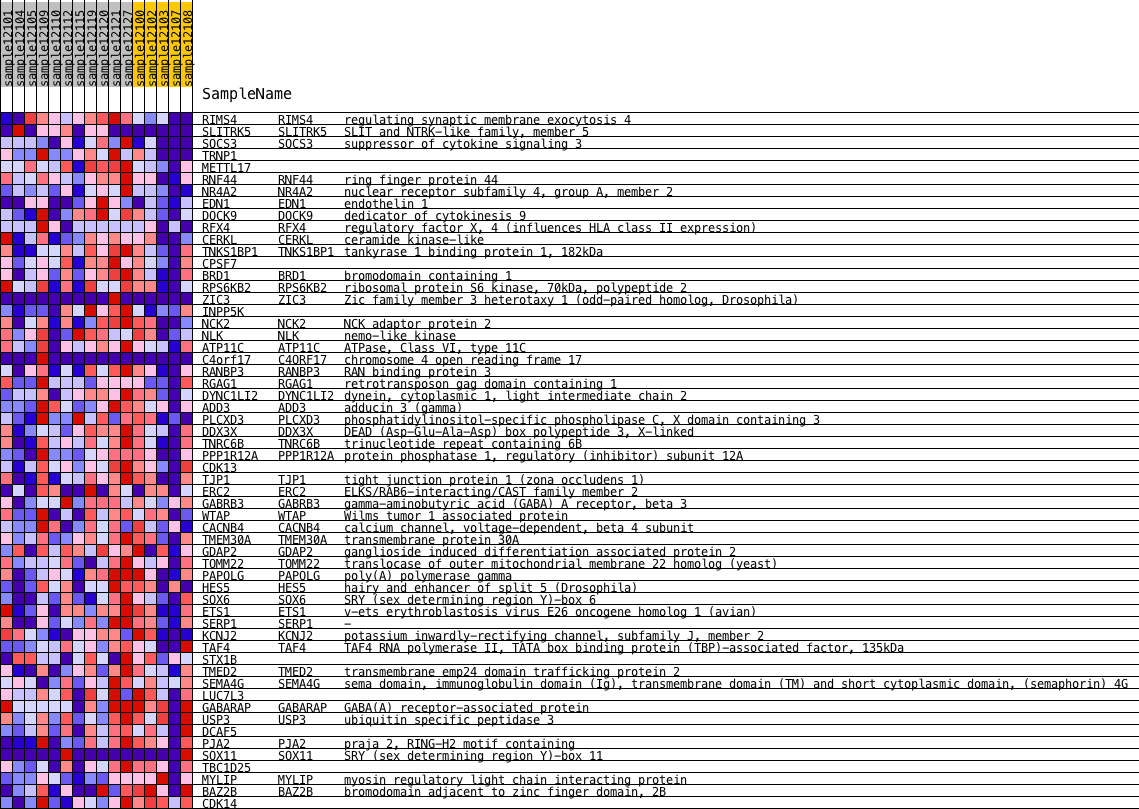 sample12101
sample12104
sample12105
sample12109
sample12110
sample12112
sample12115
sample12119
sample12120
sample12121
sample12127
sample12100
sample12102
sample12103
sample12107
sample12108
SampleName
RIMS4 RIMS4 regulating synaptic membrane exocytosis 4
SLITRK5 SLITRK5 SLIT and NTRK-like family, member 5
SOCS3 SOCS3 suppressor of cytokine signaling 3
TRNP1
METTL17
RNF44 RNF44 ring finger protein 44
NR4A2 NR4A2 nuclear receptor subfamily 4, group A, member 2
EDN1 EDN1 endothelin 1
DOCK9 DOCK9 dedicator of cytokinesis 9
RFX4 RFX4 regulatory factor X, 4 (influences HLA class II expression)
CERKL CERKL ceramide kinase-like
TNKS1BP1 TNKS1BP1 tankyrase 1 binding protein 1, 182kDa
CPSF7
BRD1 BRD1 bromodomain containing 1
RPS6KB2 RPS6KB2 ribosomal protein S6 kinase, 70kDa, polypeptide 2
ZIC3 ZIC3 Zic family member 3 heterotaxy 1 (odd-paired homolog, Drosophila)
INPP5K
NCK2 NCK2 NCK adaptor protein 2
NLK NLK nemo-like kinase
ATP11C ATP11C ATPase, Class VI, type 11C
C4orf17 C4ORF17 chromosome 4 open reading frame 17
RANBP3 RANBP3 RAN binding protein 3
RGAG1 RGAG1 retrotransposon gag domain containing 1
DYNC1LI2 DYNC1LI2 dynein, cytoplasmic 1, light intermediate chain 2
ADD3 ADD3 adducin 3 (gamma)
PLCXD3 PLCXD3 phosphatidylinositol-specific phospholipase C, X domain containing 3
DDX3X DDX3X DEAD (Asp-Glu-Ala-Asp) box polypeptide 3, X-linked
TNRC6B TNRC6B trinucleotide repeat containing 6B
PPP1R12A PPP1R12A protein phosphatase 1, regulatory (inhibitor) subunit 12A
CDK13
TJP1 TJP1 tight junction protein 1 (zona occludens 1)
ERC2 ERC2 ELKS/RAB6-interacting/CAST family member 2
GABRB3 GABRB3 gamma-aminobutyric acid (GABA) A receptor, beta 3
WTAP WTAP Wilms tumor 1 associated protein
CACNB4 CACNB4 calcium channel, voltage-dependent, beta 4 subunit
TMEM30A TMEM30A transmembrane protein 30A
GDAP2 GDAP2 ganglioside induced differentiation associated protein 2
TOMM22 TOMM22 translocase of outer mitochondrial membrane 22 homolog (yeast)
PAPOLG PAPOLG poly(A) polymerase gamma
HES5 HES5 hairy and enhancer of split 5 (Drosophila)
SOX6 SOX6 SRY (sex determining region Y)-box 6
ETS1 ETS1 v-ets erythroblastosis virus E26 oncogene homolog 1 (avian)
SERP1 SERP1 -
KCNJ2 KCNJ2 potassium inwardly-rectifying channel, subfamily J, member 2
TAF4 TAF4 TAF4 RNA polymerase II, TATA box binding protein (TBP)-associated factor, 135kDa
STX1B
TMED2 TMED2 transmembrane emp24 domain trafficking protein 2
SEMA4G SEMA4G sema domain, immunoglobulin domain (Ig), transmembrane domain (TM) and short cytoplasmic domain, (semaphorin) 4G
LUC7L3
GABARAP GABARAP GABA(A) receptor-associated protein
USP3 USP3 ubiquitin specific peptidase 3
DCAF5
PJA2 PJA2 praja 2, RING-H2 motif containing
SOX11 SOX11 SRY (sex determining region Y)-box 11
TBC1D25
MYLIP MYLIP myosin regulatory light chain interacting protein
BAZ2B BAZ2B bromodomain adjacent to zinc finger domain, 2B
CDK14